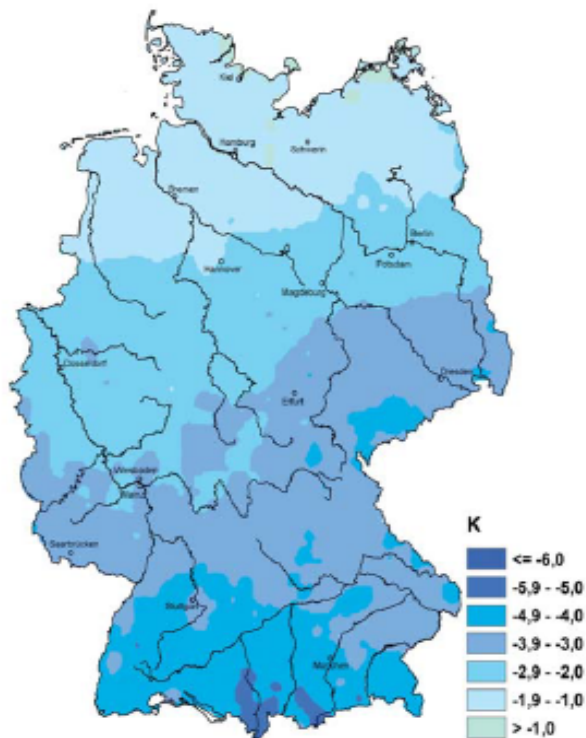 Kiel
Hamburg
Schwerin
Bremen
Berlin
Hannover
Potsdam
Magdeburg
Düsseldorf
Dresden
Erfurt
Wiesbaden
Mainz
Saarbrücken
Stuttgart
München
K
<= -6,0
-5,9 - -5,0
-4,9 - -4,0
-3,9 - -3,0
-2,9 - -2,0
-1,9 - -1,0
> -1,0